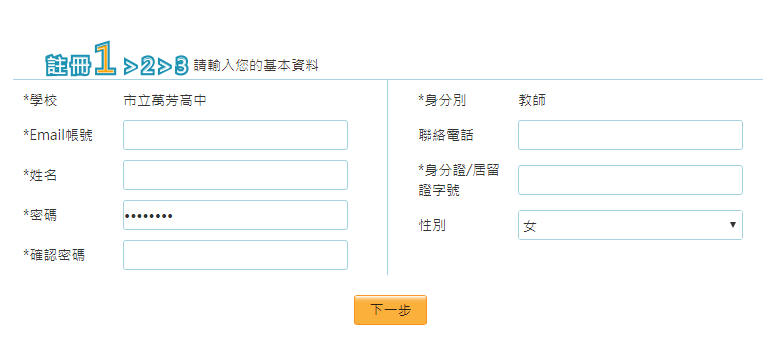 註冊1>2>3 請輸入您的基本資料
*學校 市立萬芳高中
*Email帳號
*姓名
*密碼 ••••••••
*確認密碼
*身分別 教師
聯絡電話
*身分證/居留
證字號
性別 女
下一步